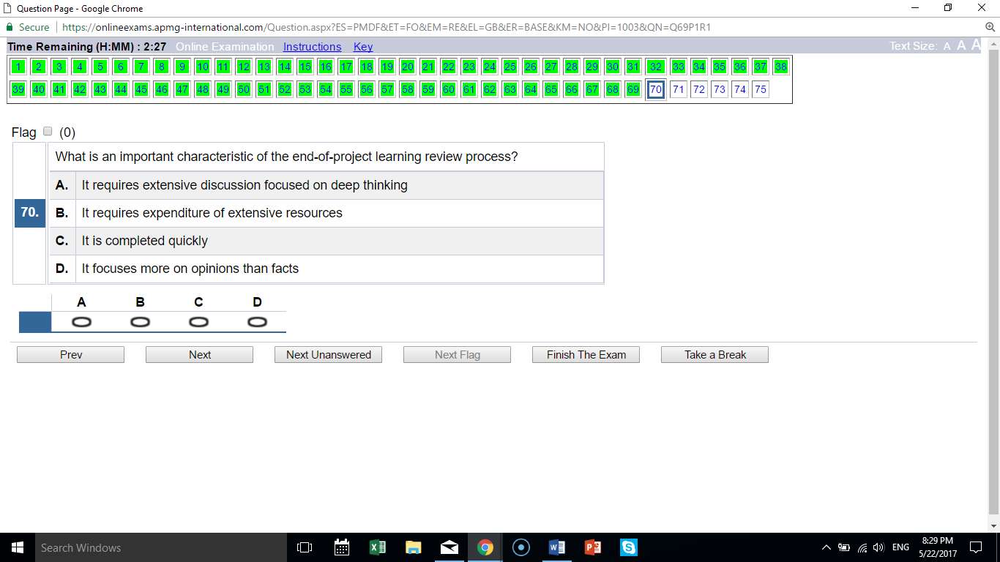 Question Page - Google Chrome
Secure https://onlineexams.apmg-international.com/Question.aspx?ES=PMDF&ET=FO&EM=RE&EL=GB&ER=BASE&KM=NO&PI=1003&QN=Q69P1R1
Time Remaining (H:MM) : 2:27 Online Examination Instructions Key Text Size: A A A
1 2 3 4 5 6 7 8 9 10 11 12 13 14 15 16 17 18 19 20 21 22 23 24 25 26 27 28 29 30 31 32 33 34 35 36 37 38
39 40 41 42 43 44 45 46 47 48 49 50 51 52 53 54 55 56 57 58 59 60 61 62 63 64 65 66 67 68 69 70 71 72 73 74 75
Flag (0)
What is an important characteristic of the end-of-project learning review process?
A. It requires extensive discussion focused on deep thinking
70. B. It requires expenditure of extensive resources
C. It is completed quickly
D. It focuses more on opinions than facts
A B C D
Prev Next Next Unanswered Next Flag Finish The Exam Take a Break
Search Windows
ENG 8:29 PM
5/22/2017